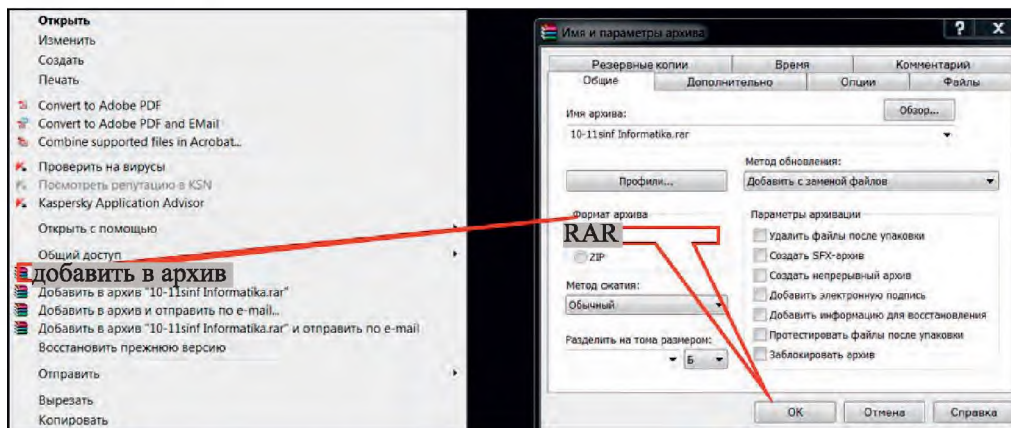 Открыть
Изменить
Создать
Печать
Convert to Adobe PDF
Convert to Adobe PDF and EMail
Combine supported files in Acrobat...
Проверить на вирусы
Посмотреть репутацию в KSN
Kaspersky Application Advisor
Открыть с помощью
Общий доступ
добавить в архив
Добавить в архив "10-11sinf Informatika.rar"
Добавить в архив и отправить по e-mail...
Добавить в архив "10-11sinf Informatika.rar" и отправить по e-mail
Восстановить прежнюю версию
Отправить
Вырезать
Копировать
Имя и параметры архива
? X
Резервные копии Время Комментарий
Общие Дополнительно Опции Файлы
Имя архива:
Обзор...
10-11sinf Informatika.rar
Метод обновления:
Профили...
Добавить с заменой файлов
Формат архива
RAR
ZIP
Метод сжатия:
Обычный
Разделить на тома размером:
Б
Параметры архивации
Удалить файлы после упаковки
Создать SFX-архив
Создать непрерывный архив
Добавить электронную подпись
Добавить информацию для восстановления
Протестировать файлы после упаковки
Заблокировать архив
OK Отмена Справка